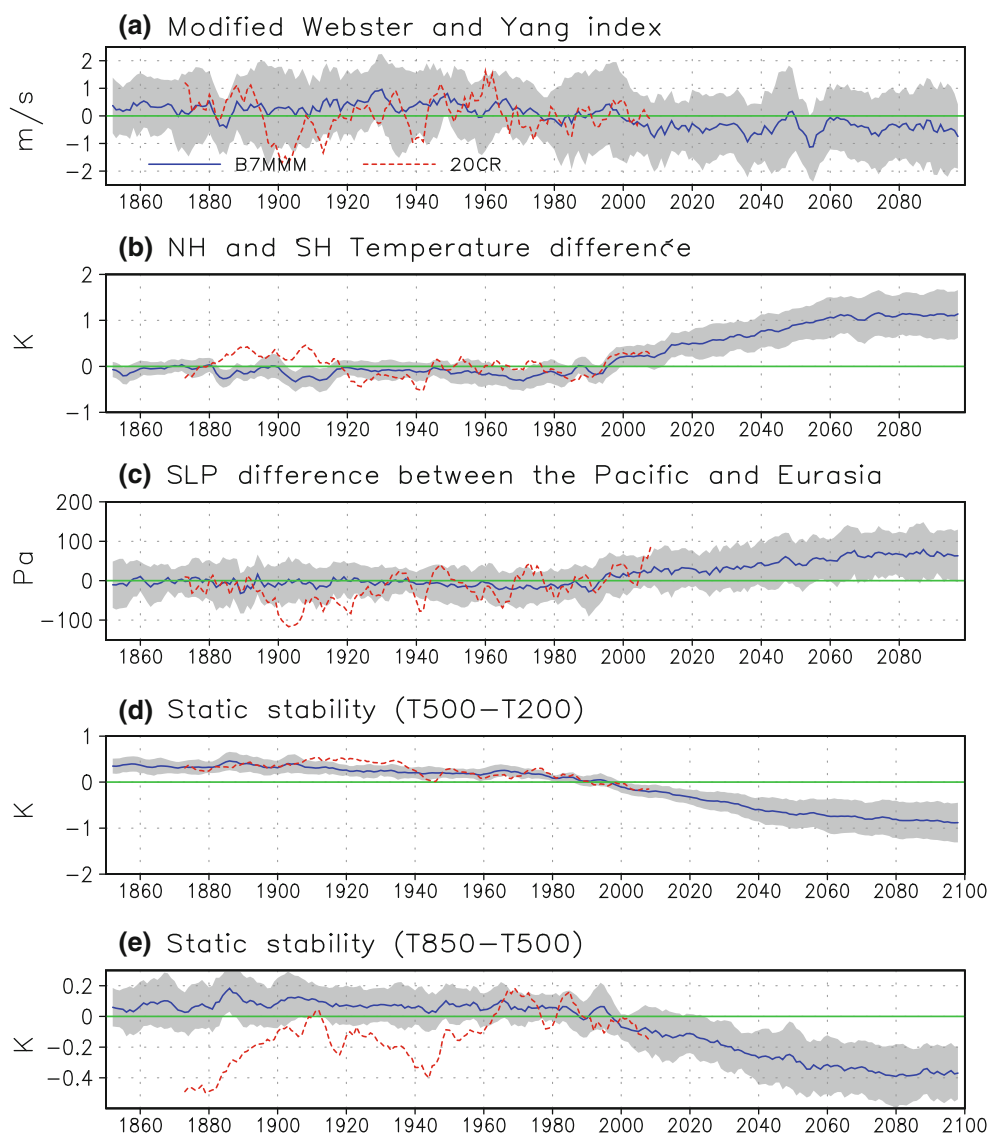 (a) Modified Webster and Yang index
2
1
0
−1
−2
m/s
B7MMM
20CR
1860 1880 1900 1920 1940 1960 1980 2000 2020 2040 2060 2080
(b) NH and SH Temperature difference
2
1
0
−1
K
1860 1880 1900 1920 1940 1960 1980 2000 2020 2040 2060 2080
(c) SLP difference between the Pacific and Eurasia
200
100
0
−100
Pa
1860 1880 1900 1920 1940 1960 1980 2000 2020 2040 2060 2080
(d) Static stability (T500−T200)
1
0
−1
−2
K
1860 1880 1900 1920 1940 1960 1980 2000 2020 2040 2060 2080 2100
(e) Static stability (T850−T500)
0.2
0
−0.2
−0.4
K
1860 1880 1900 1920 1940 1960 1980 2000 2020 2040 2060 2080 2100